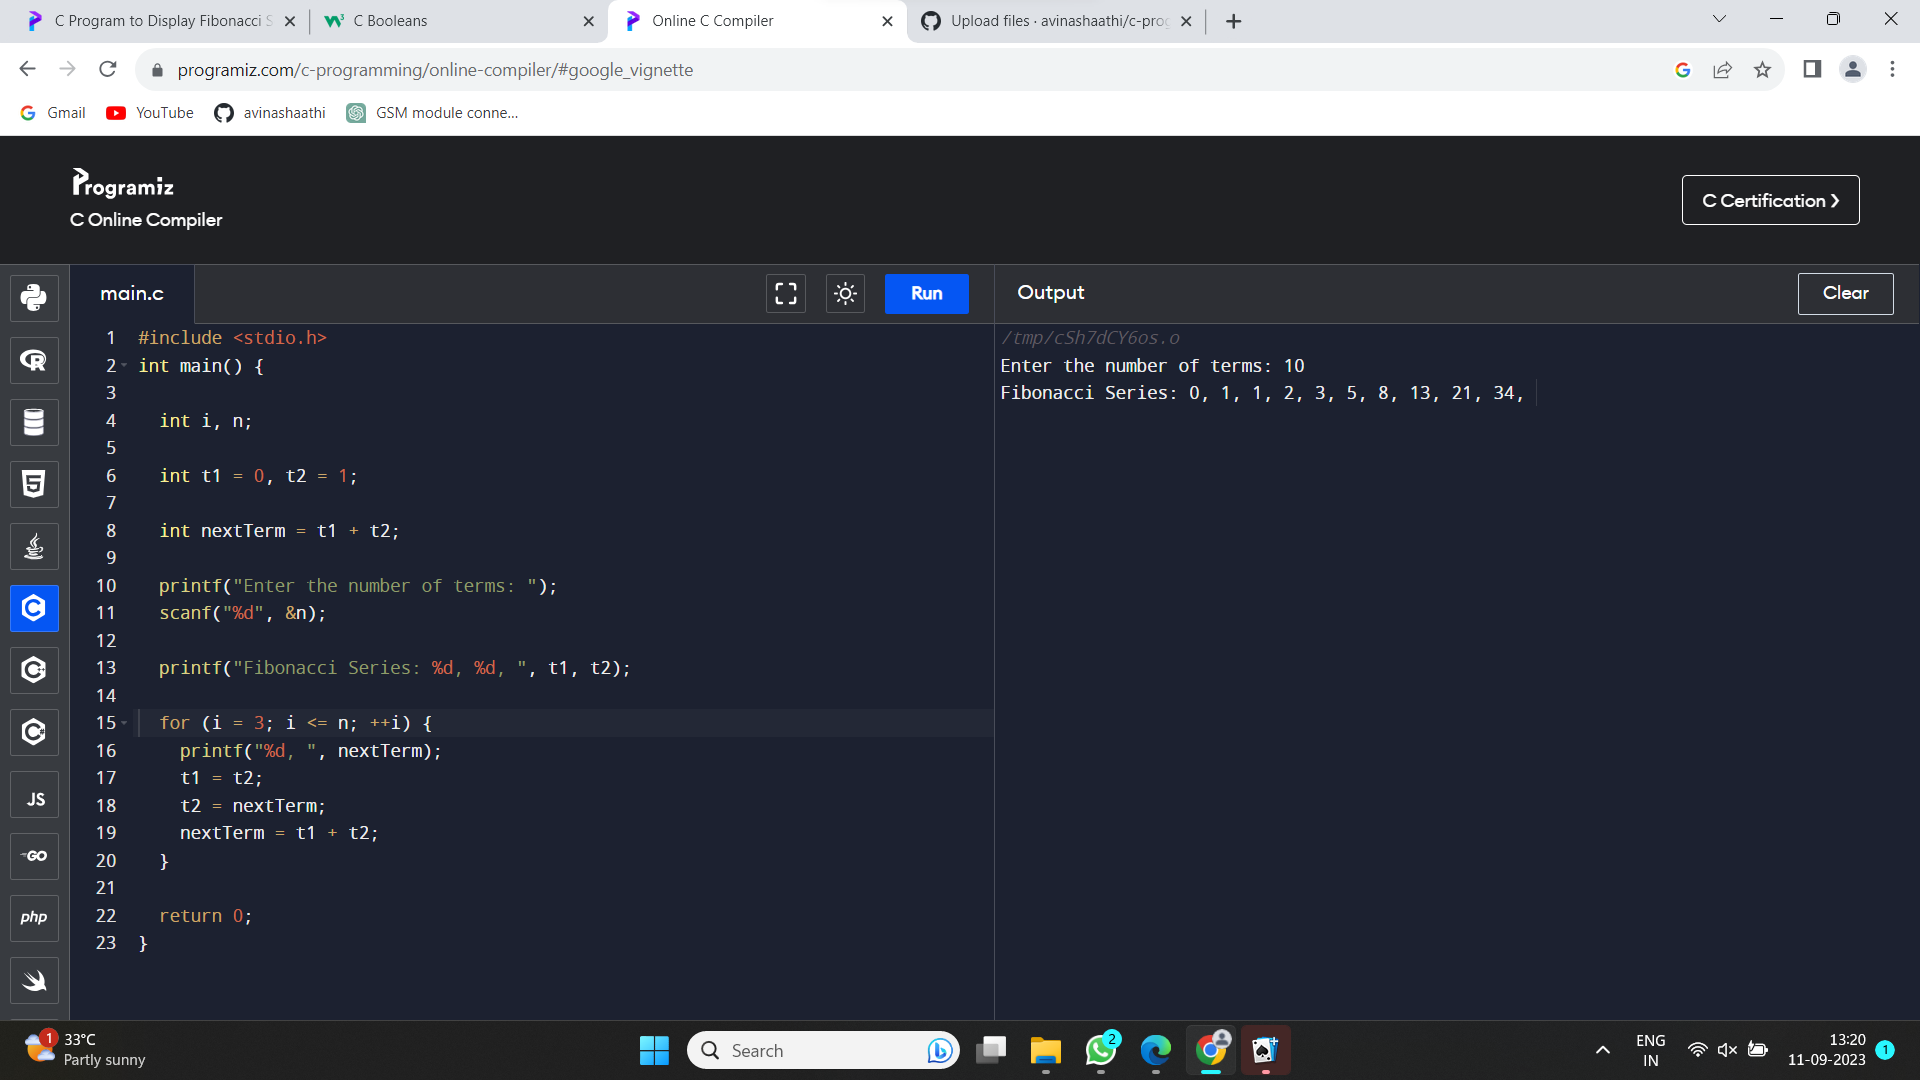 C Program to Display Fibonacci S
C Booleans
Online C Compiler
Upload files · avinashaathi/c-prog
programiz.com/c-programming/online-compiler/#google_vignette
Gmail
YouTube
avinashaathi
GSM module conne...
Programiz
C Online Compiler
C Certification ❯
main.c
Run
Output
Clear
1 #include <stdio.h>
2 int main() {
3
4   int i, n;
5
6   int t1 = 0, t2 = 1;
7
8   int nextTerm = t1 + t2;
9
10   printf("Enter the number of terms: ");
11   scanf("%d", &n);
12
13   printf("Fibonacci Series: %d, %d, ", t1, t2);
14
15   for (i = 3; i <= n; ++i) {
16     printf("%d, ", nextTerm);
17     t1 = t2;
18     t2 = nextTerm;
19     nextTerm = t1 + t2;
20   }
21
22   return 0;
23 }
/tmp/cSh7dCY6os.o
Enter the number of terms: 10
Fibonacci Series: 0, 1, 1, 2, 3, 5, 8, 13, 21, 34,
JS
GO
php
1
33°C
Partly sunny
Search
2
ENG
IN
13:20
11-09-2023
1